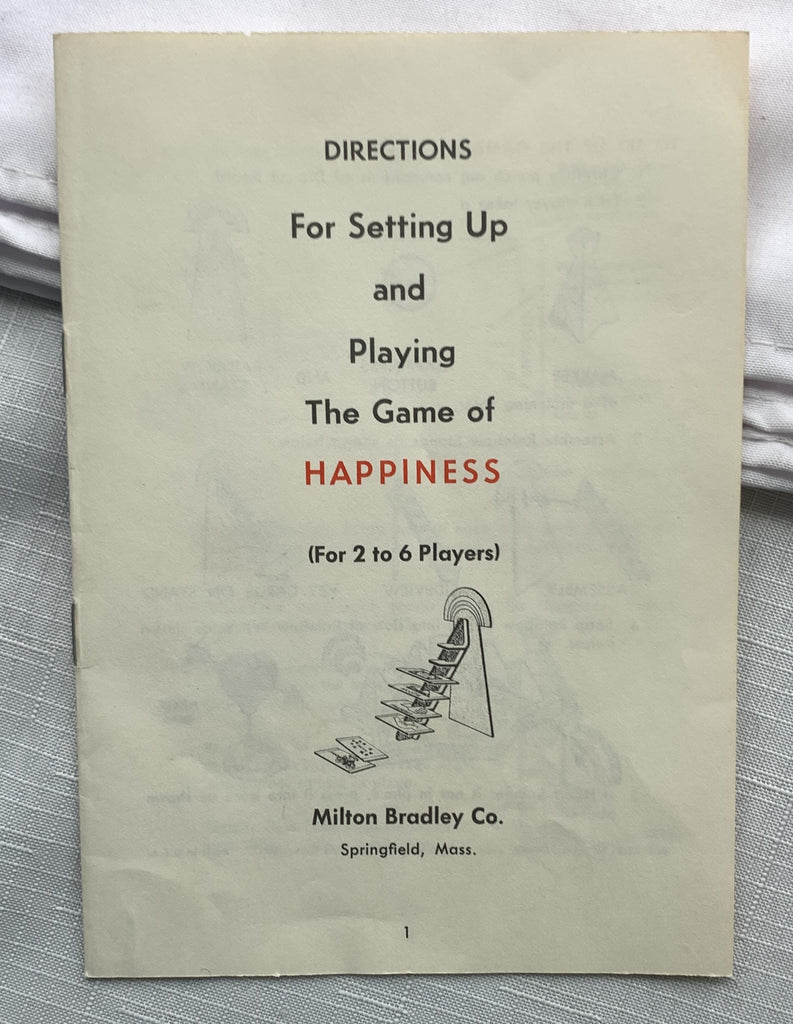 DIRECTIONS
For Setting Up
and
Playing
The Game of
HAPPINESS
(For 2 to 6 Players)
Milton Bradley Co.
Springfield, Mass.
1